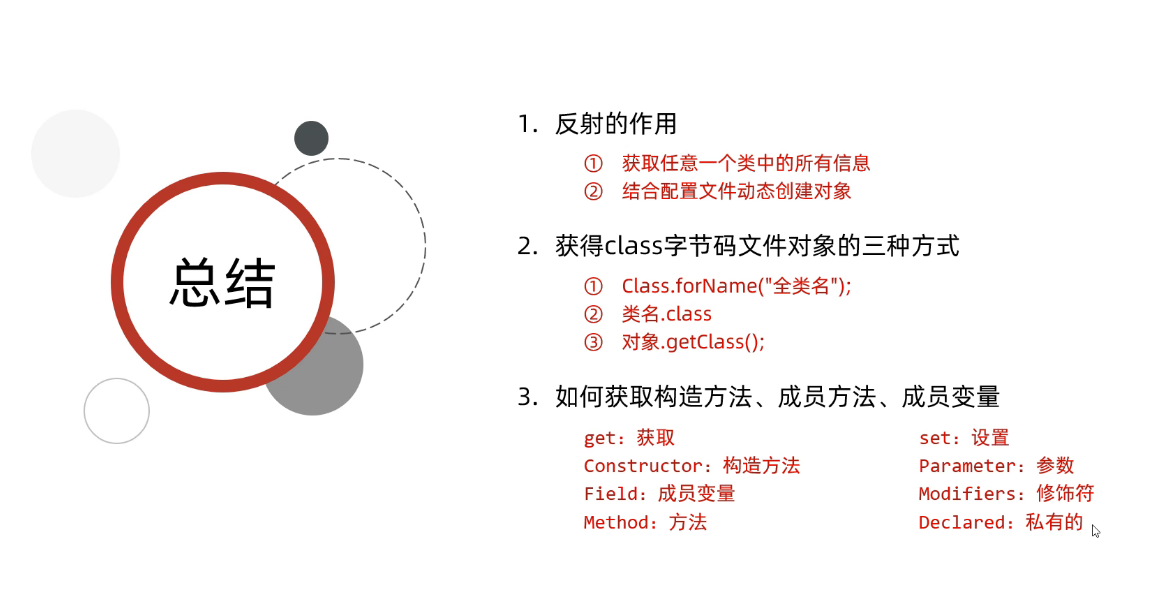 总结
1. 反射的作用
① 获取任意一个类中的所有信息
② 结合配置文件动态创建对象
2. 获得class字节码文件对象的三种方式
① Class.forName("全类名");
② 类名.class
③ 对象.getClass();
3. 如何获取构造方法、成员方法、成员变量
get：获取 set：设置
Constructor：构造方法 Parameter：参数
Field：成员变量 Modifiers：修饰符
Method：方法 Declared：私有的